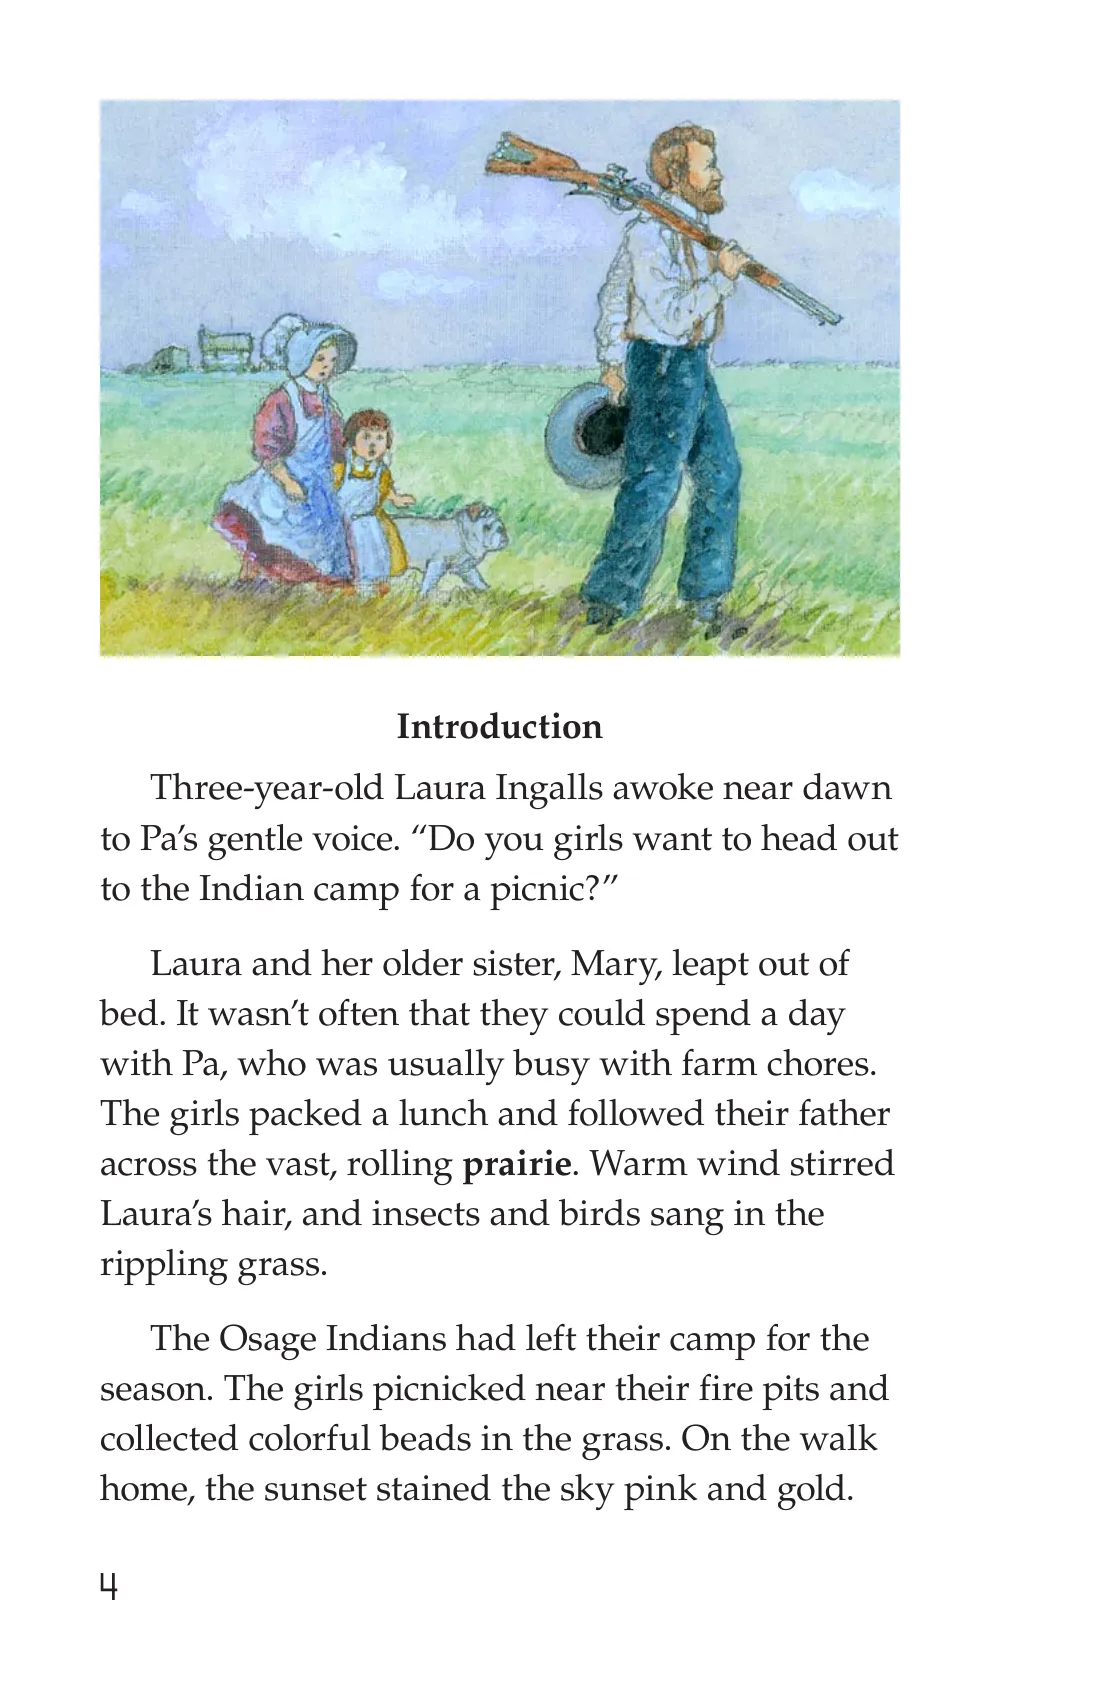 Introduction
Three-year-old Laura Ingalls awoke near dawn
to Pa’s gentle voice. “Do you girls want to head out
to the Indian camp for a picnic?”
Laura and her older sister, Mary, leapt out of
bed. It wasn’t often that they could spend a day
with Pa, who was usually busy with farm chores.
The girls packed a lunch and followed their father
across the vast, rolling prairie. Warm wind stirred
Laura’s hair, and insects and birds sang in the
rippling grass.
The Osage Indians had left their camp for the
season. The girls picnicked near their fire pits and
collected colorful beads in the grass. On the walk
home, the sunset stained the sky pink and gold.
4